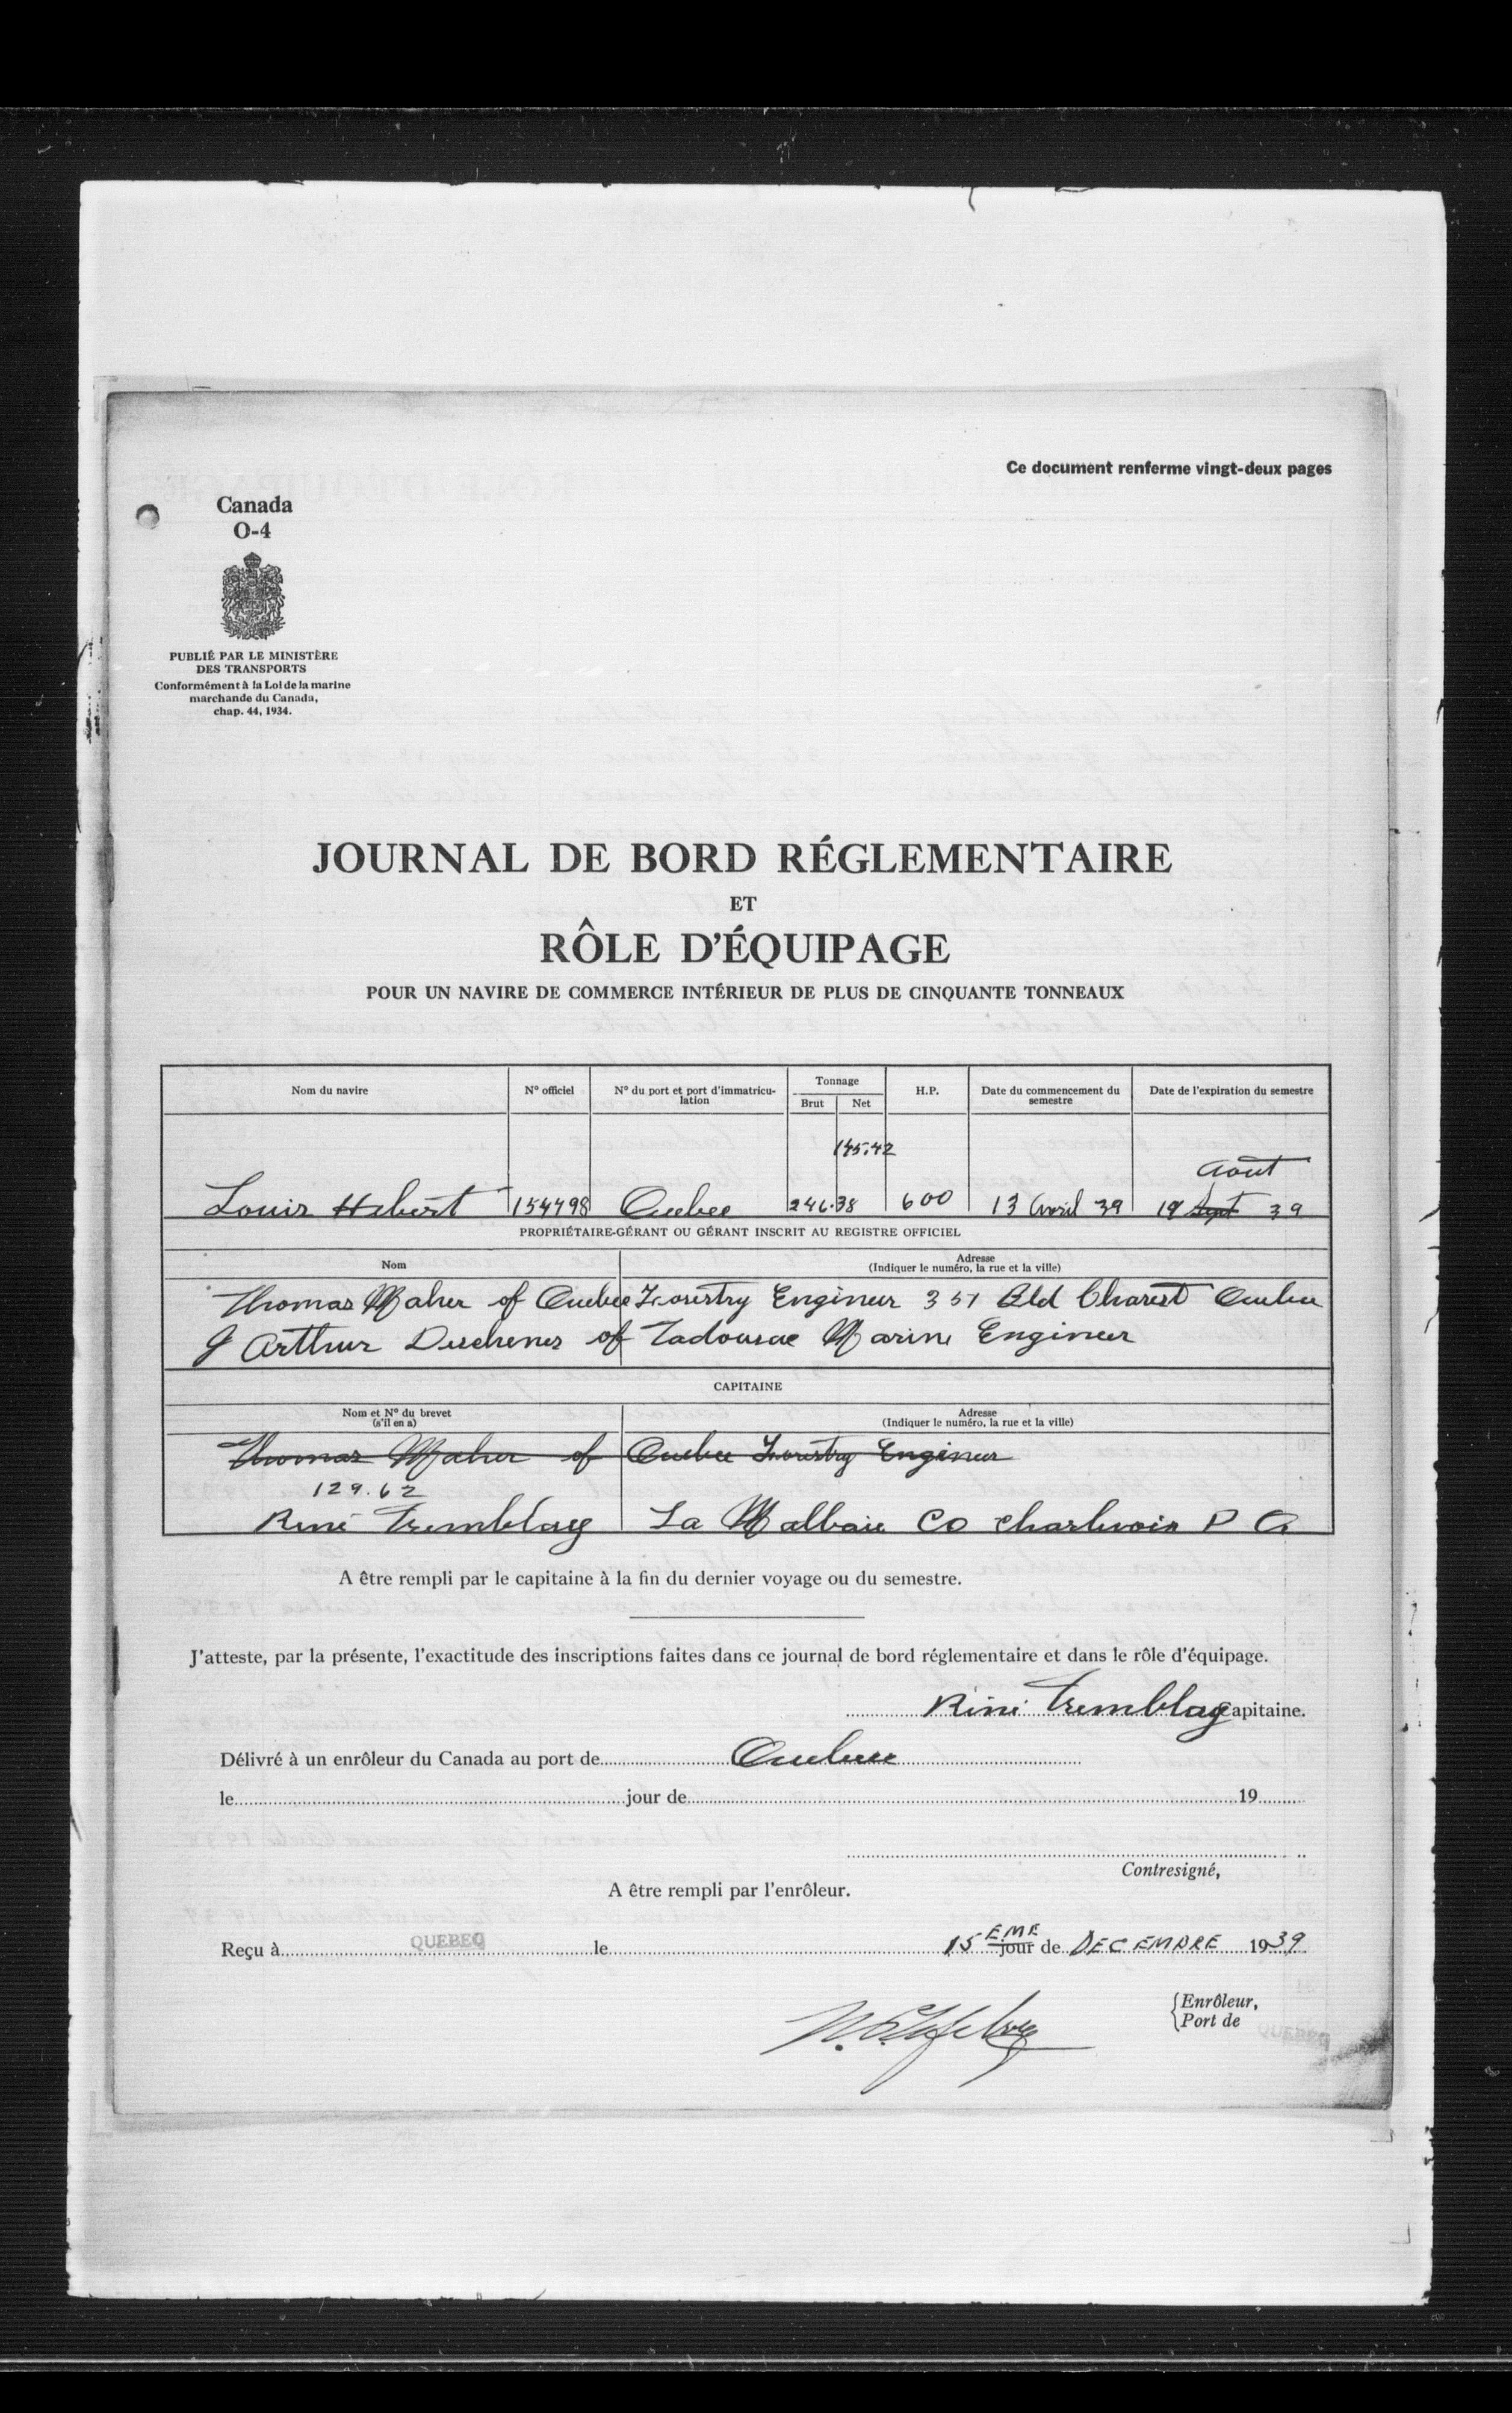 Ce document renferme vingt-deux pages
Canada
O-4
PUBLIÉ PAR LE MINISTÈRE
DES TRANSPORTS
Conformément à la Loi de la marine
marchande du Canada,
chap. 44, 1934.
JOURNAL DE BORD RÉGLEMENTAIRE
ET
RÔLE D'ÉQUIPAGE
POUR UN NAVIRE DE COMMERCE INTÉRIEUR DE PLUS DE CINQUANTE TONNEAUX
Nom du navire Nº officiel Nº du port et port d'immatricu-lation Tonnage Brut Net H.P. Date du commencement du semestre Date de l'expiration du semestre
145.42
Aout
Louis Hebert 154498 Quebec 246.38 600 13 Avril 39 19 Sept 39
PROPRIÉTAIRE-GÉRANT OU GÉRANT INSCRIT AU REGISTRE OFFICIEL
Nom Adresse
(Indiquer le numéro, la rue et la ville)
Thomas Maher of Quebec Forestry Engineer 351 Bld Charest Quebec
J Arthur Deschenes of Tadousac Marine Engineer
CAPITAINE
Nom et Nº du brevet Adresse
(s'il en a) (Indiquer le numéro, la rue et la ville)
Thomas Maher of Quebec Forestry Engineer
129.62
René Tremblay La Malbaie Co Charlevoix P Q
A être rempli par le capitaine à la fin du dernier voyage ou du semestre.
J'atteste, par la présente, l'exactitude des inscriptions faites dans ce journal de bord réglementaire et dans le rôle d'équipage.
René Tremblay Capitaine.
Délivré à un enrôleur du Canada au port de Quebec
le jour de 19
Contresigné,
A être rempli par l'enrôleur.
Reçu à QUEBEC le 15 EME jour de DECEMBRE 1939
Enrôleur,
Port de QUEBEC